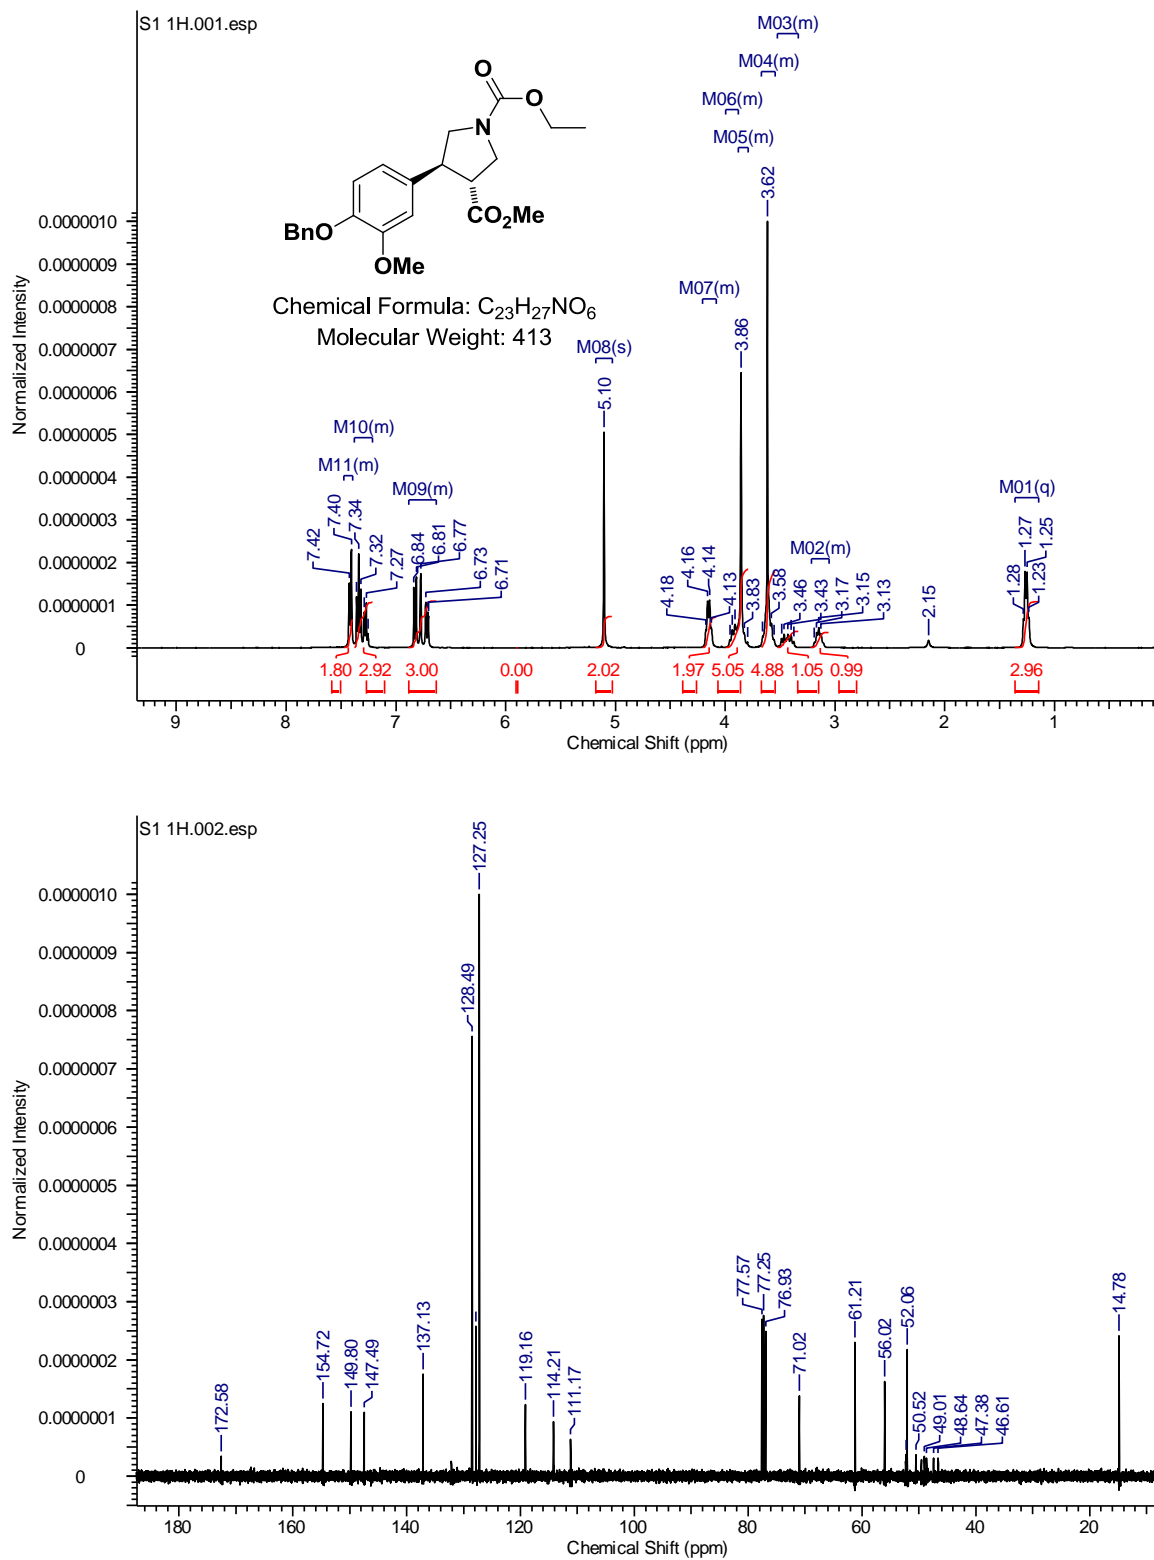 S1 1H.001.esp
M03(m)
M04(m)
M06(m)
M05(m)
M07(m)
M08(s)
M10(m)
M11(m)
M09(m)
M02(m)
M01(q)
O
O
N
CO2Me
BnO
OMe
Chemical Formula: C23H27NO6
Molecular Weight: 413
7.42
7.40
7.34
7.32
7.27
6.84
6.81
6.77
6.73
6.71
5.10
4.18
4.16
4.14
4.13
3.86
3.83
3.62
3.58
3.46
3.43
3.17
3.15
3.13
2.15
1.28
1.27
1.25
1.23
Normalized Intensity
0.0000010
0.0000009
0.0000008
0.0000007
0.0000006
0.0000005
0.0000004
0.0000003
0.0000002
0.0000001
0
1.80 2.92 3.00 0.00 2.02 1.97 5.05 4.88 1.05 0.99 2.96
9 8 7 6 5 4 3 2 1
Chemical Shift (ppm)
S1 1H.002.esp
172.58
154.72
149.80
147.49
137.13
128.49
127.25
119.16
114.21
111.17
77.57
77.25
76.93
71.02
61.21
56.02
52.06
50.52
49.01
48.64
47.38
46.61
14.78
Normalized Intensity
0.0000010
0.0000009
0.0000008
0.0000007
0.0000006
0.0000005
0.0000004
0.0000003
0.0000002
0.0000001
0
180 160 140 120 100 80 60 40 20
Chemical Shift (ppm)